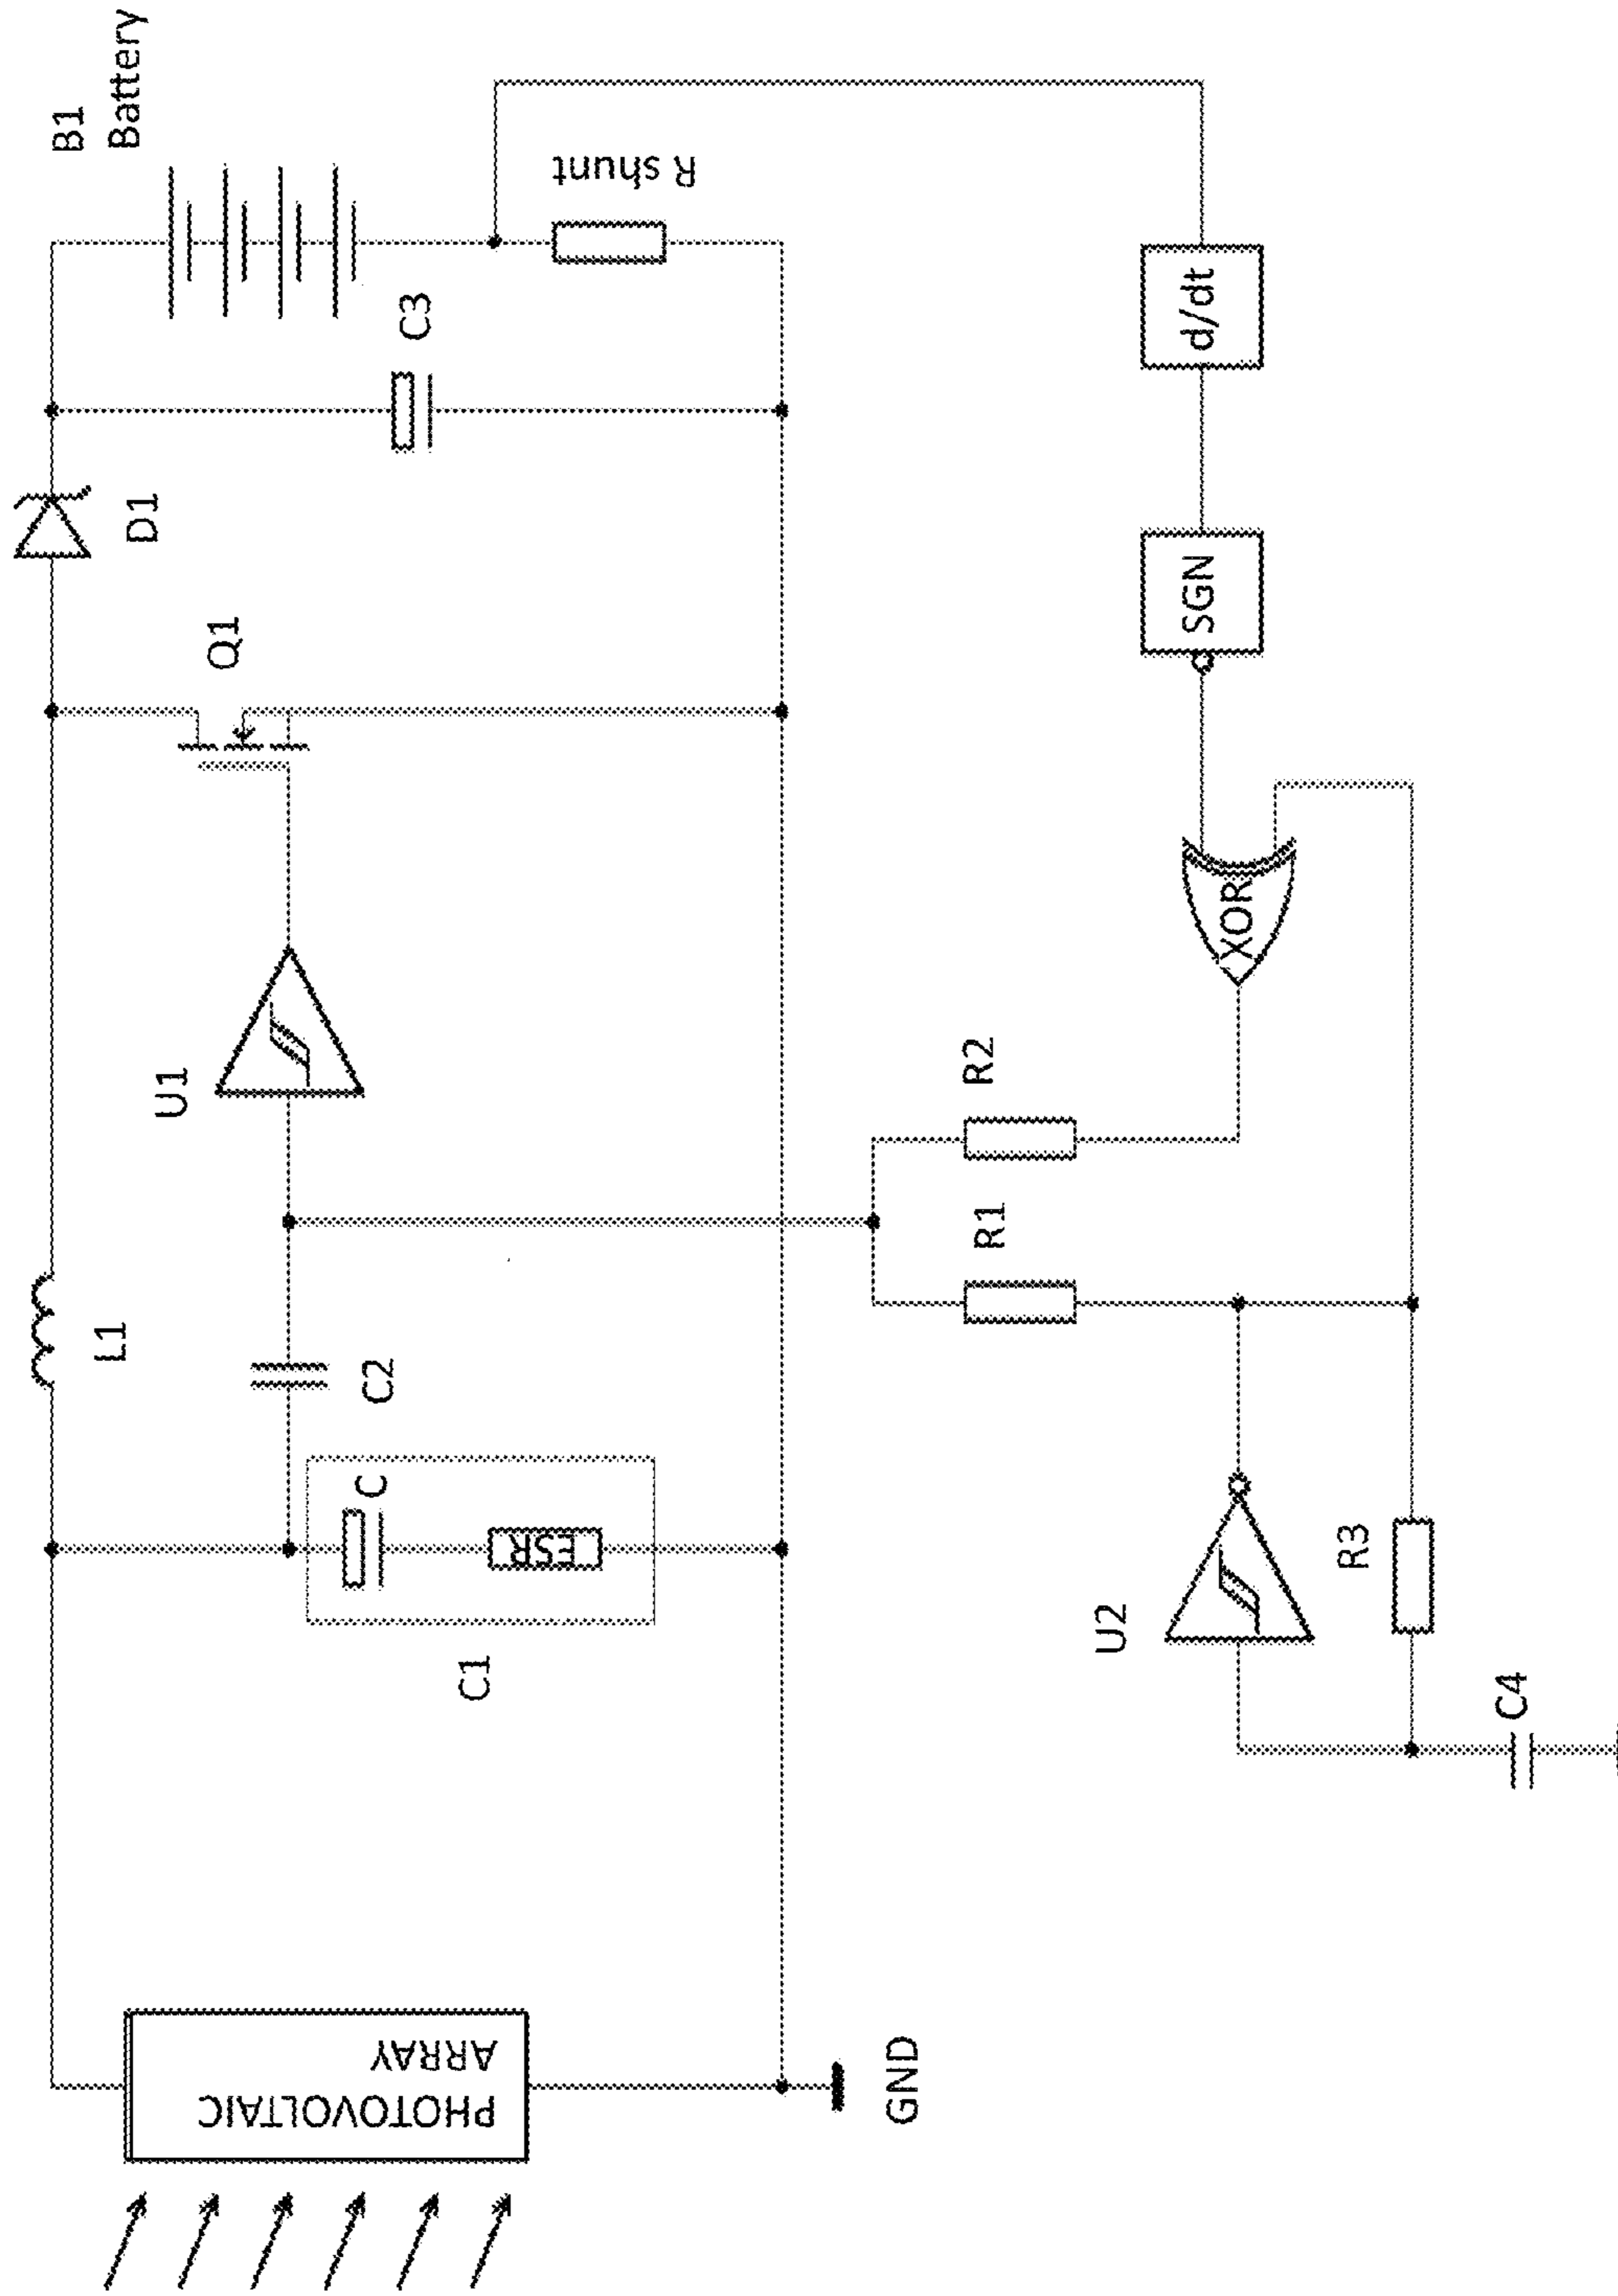 B1
Battery
D1
Q1
L1
U1
C2
C3
R shunt
C
ESR
C1
PHOTOVOLTAIC
ARRAY
GND
R1
R2
XOR
SGN
d/dt
U2
R3
C4